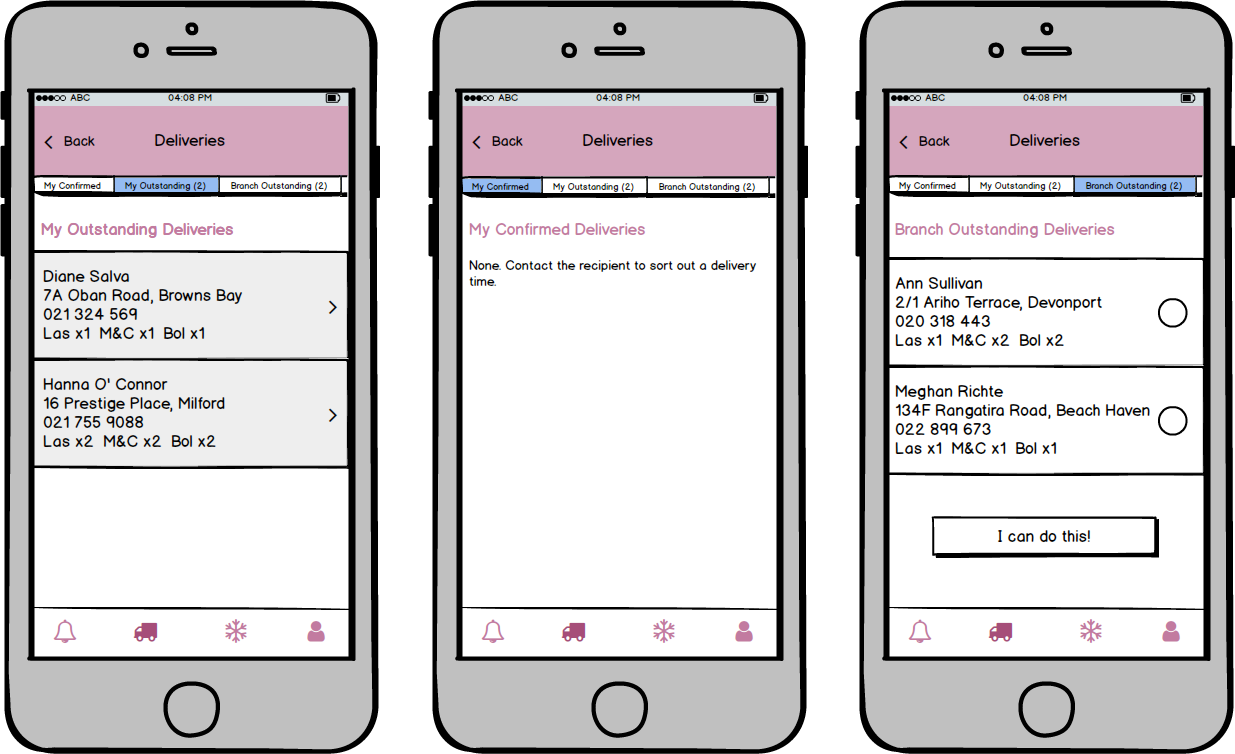 ABC 04:08 PM
Back Deliveries
My Confirmed My Outstanding (2) Branch Outstanding (2)
My Outstanding Deliveries
Diane Salva
7A Oban Road, Browns Bay
021 324 569
Las x1 M&C x1 Bol x1
Hanna O' Connor
16 Prestige Place, Milford
021 755 9088
Las x2 M&C x2 Bol x2
ABC 04:08 PM
Back Deliveries
My Confirmed My Outstanding (2) Branch Outstanding (2)
My Confirmed Deliveries
None. Contact the recipient to sort out a delivery
time.
ABC 04:08 PM
Back Deliveries
My Confirmed My Outstanding (2) Branch Outstanding (2)
Branch Outstanding Deliveries
Ann Sullivan
2/1 Ariho Terrace, Devonport
020 318 443
Las x1 M&C x2 Bol x2
Meghan Richte
134F Rangatira Road, Beach Haven
022 899 673
Las x1 M&C x1 Bol x1
I can do this!